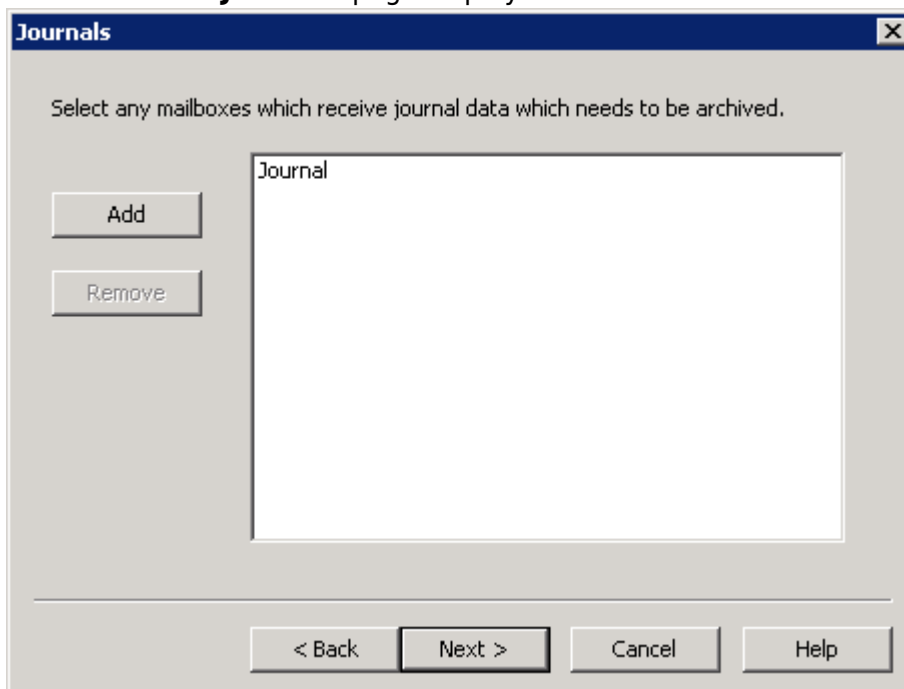 Journals
Select any mailboxes which receive journal data which needs to be archived.
Journal
Add
Remove
< Back Next > Cancel Help